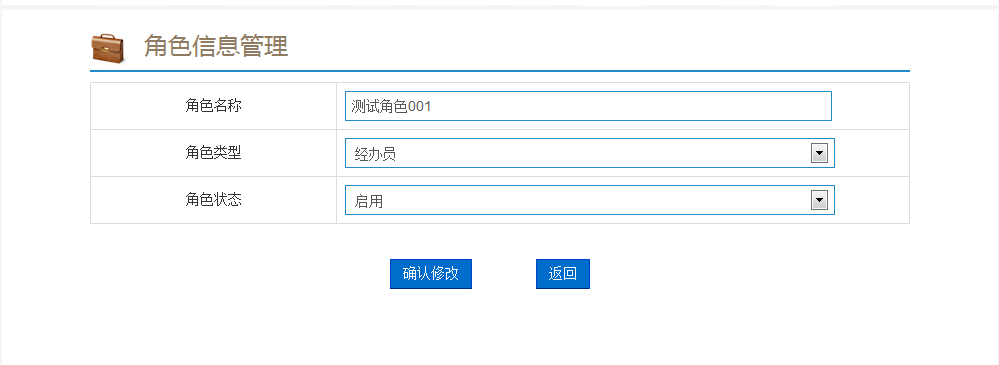 角色信息管理
角色名称 测试角色001
角色类型 经办员
角色状态 启用
确认修改 返回